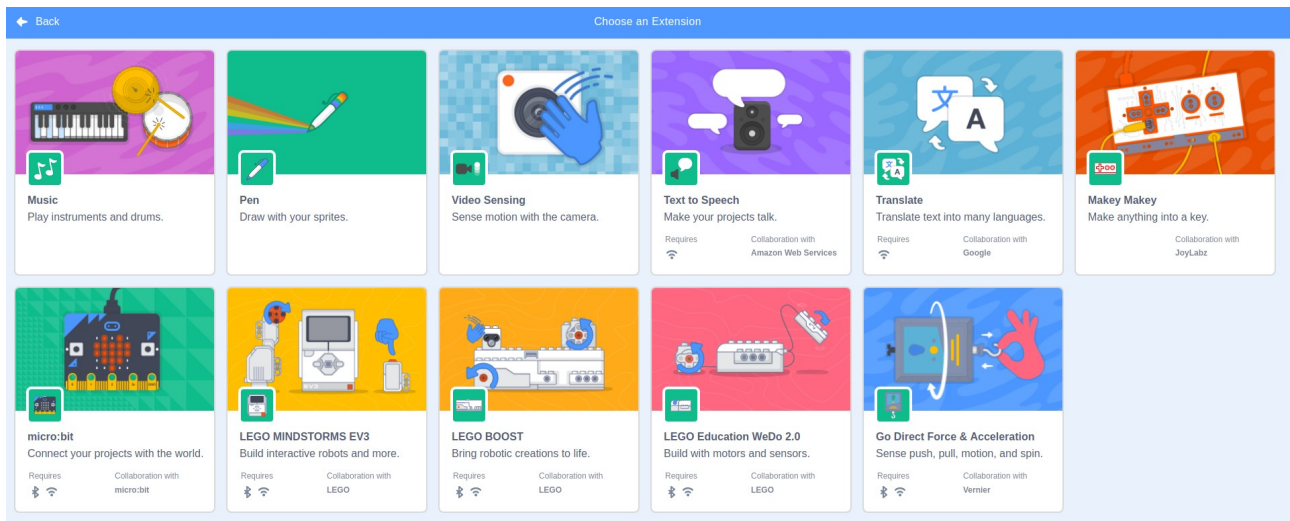 Back
Choose an Extension
Music
Play instruments and drums.
Pen
Draw with your sprites.
Video Sensing
Sense motion with the camera.
Text to Speech
Make your projects talk.
Requires
Collaboration with
Amazon Web Services
文
A
Translate
Translate text into many languages.
Requires
Collaboration with
Google
Makey Makey
Make anything into a key.
Collaboration with
JoyLabz
micro:bit
Connect your projects with the world.
Requires
Collaboration with
micro:bit
EV3
LEGO MINDSTORMS EV3
Build interactive robots and more.
Requires
Collaboration with
LEGO
LEGO BOOST
Bring robotic creations to life.
Requires
Collaboration with
LEGO
LEGO Education WeDo 2.0
Build with motors and sensors.
Requires
Collaboration with
LEGO
Go Direct Force & Acceleration
Sense push, pull, motion, and spin.
Requires
Collaboration with
Vernier